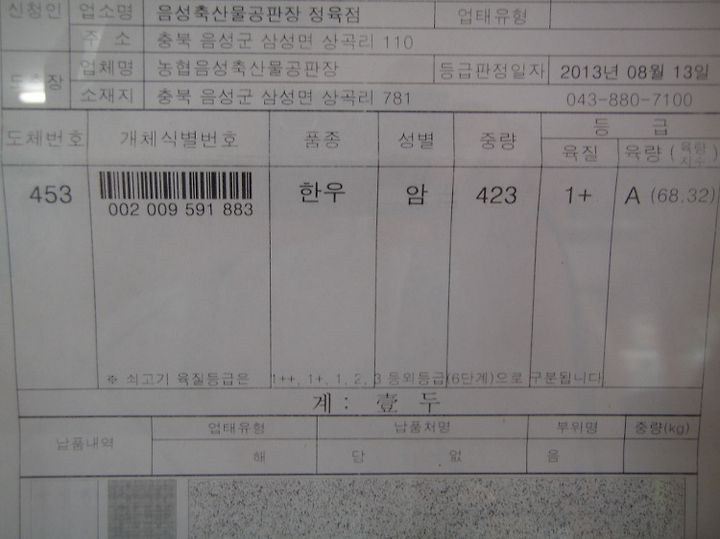 신청인 업소명 음성축산물공판장 정육점 업태유형
주 소 충북 음성군 삼성면 상곡리 110
업체명 농협음성축산물공판장 등급판정일자 2013년 08월 13일
소재지 충북 음성군 삼성면 상곡리 781 043-880-7100
도체번호 개체식별번호 품종 성별 중량 등 급
육질 육량 (육량지수)
453 002 009 591 883 한우 암 423 1+ A (68.32)
※ 쇠고기 육질등급은 1++, 1+, 1, 2, 3 등외등급(6단계)으로 구분됩니다
계 : 壹 두
납품내역 업태유형 납품처명 부위명 중량(kg)
해 당 없 음